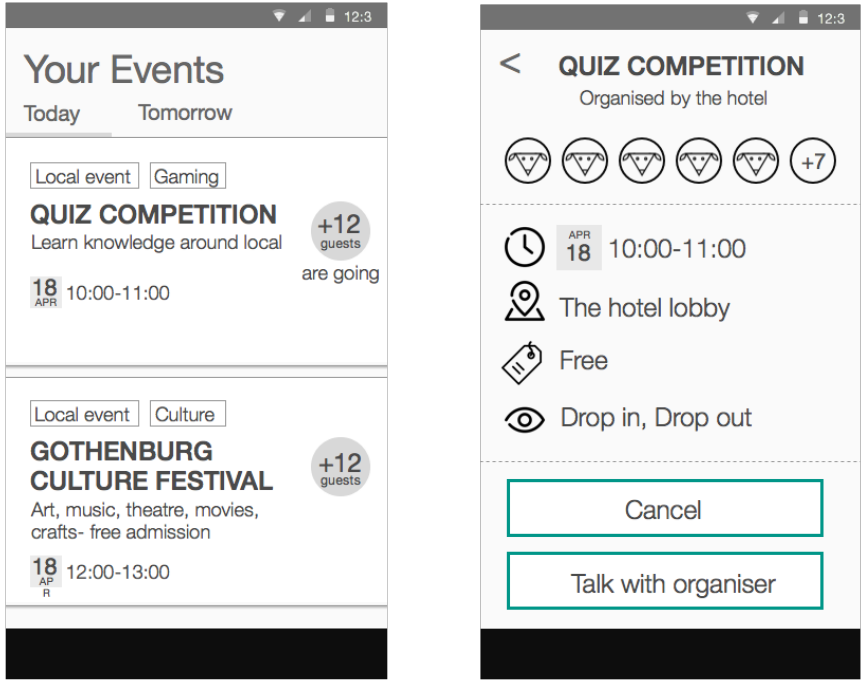 12:3
Your Events
Today Tomorrow
Local event Gaming
QUIZ COMPETITION
Learn knowledge around local
+12
guests
are going
18
APR
10:00-11:00
Local event Culture
GOTHENBURG
CULTURE FESTIVAL
Art, music, theatre, movies,
crafts- free admission
+12
guests
18
AP
R
12:00-13:00
12:3
<
QUIZ COMPETITION
Organised by the hotel
+7
APR
18
10:00-11:00
The hotel lobby
Free
Drop in, Drop out
Cancel
Talk with organiser